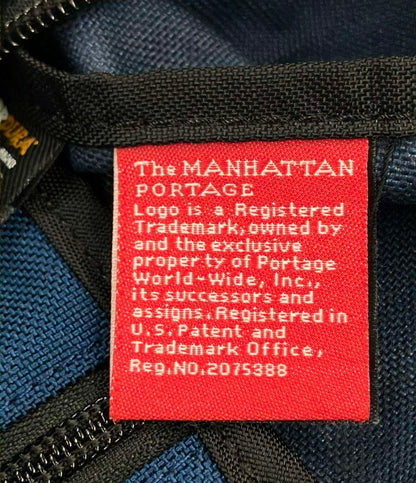 The MANHATTAN
PORTAGE
Logo is a Registered
Trademark, owned by
and the exclusive
property of Portage
World-Wide, Inc.,
its successors and
assigns. Registered in
U.S. Patent and
Trademark Office,
Reg. NO. 2075388